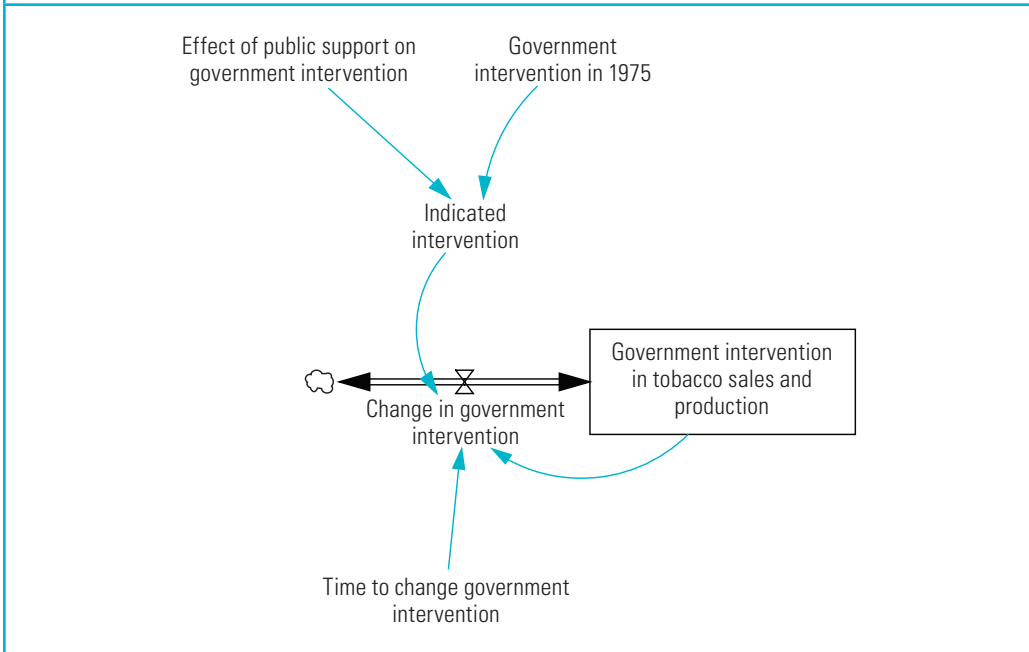 Effect of public support on
government intervention
Government
intervention in 1975
Indicated
intervention
Government intervention
in tobacco sales and
production
Change in government
intervention
Time to change government
intervention